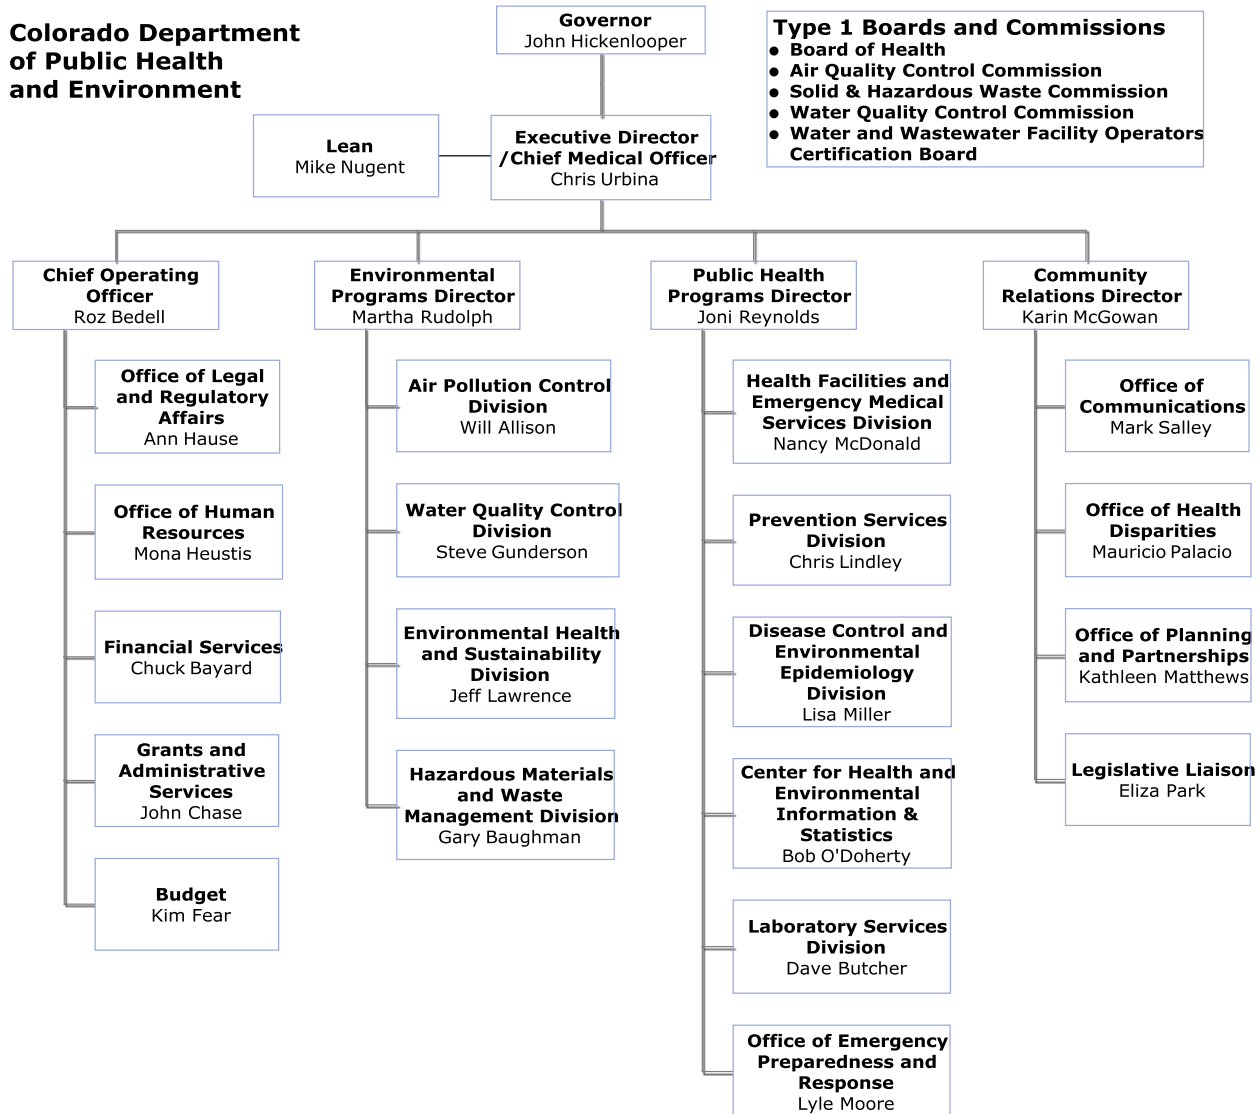 Colorado Department
of Public Health
and Environment
Governor
John Hickenlooper
Type 1 Boards and Commissions
● Board of Health
● Air Quality Control Commission
● Solid & Hazardous Waste Commission
● Water Quality Control Commission
● Water and Wastewater Facility Operators
Certification Board
Lean
Mike Nugent
Executive Director
/Chief Medical Officer
Chris Urbina
Chief Operating
Officer
Roz Bedell
Office of Legal
and Regulatory
Affairs
Ann Hause
Office of Human
Resources
Mona Heustis
Financial Services
Chuck Bayard
Grants and
Administrative
Services
John Chase
Budget
Kim Fear
Environmental
Programs Director
Martha Rudolph
Air Pollution Control
Division
Will Allison
Water Quality Control
Division
Steve Gunderson
Environmental Health
and Sustainability
Division
Jeff Lawrence
Hazardous Materials
and Waste
Management Division
Gary Baughman
Public Health
Programs Director
Joni Reynolds
Health Facilities and
Emergency Medical
Services Division
Nancy McDonald
Prevention Services
Division
Chris Lindley
Disease Control and
Environmental
Epidemiology
Division
Lisa Miller
Center for Health and
Environmental
Information &
Statistics
Bob O'Doherty
Laboratory Services
Division
Dave Butcher
Office of Emergency
Preparedness and
Response
Lyle Moore
Community
Relations Director
Karin McGowan
Office of
Communications
Mark Salley
Office of Health
Disparities
Mauricio Palacio
Office of Planning
and Partnerships
Kathleen Matthews
Legislative Liaison
Eliza Park